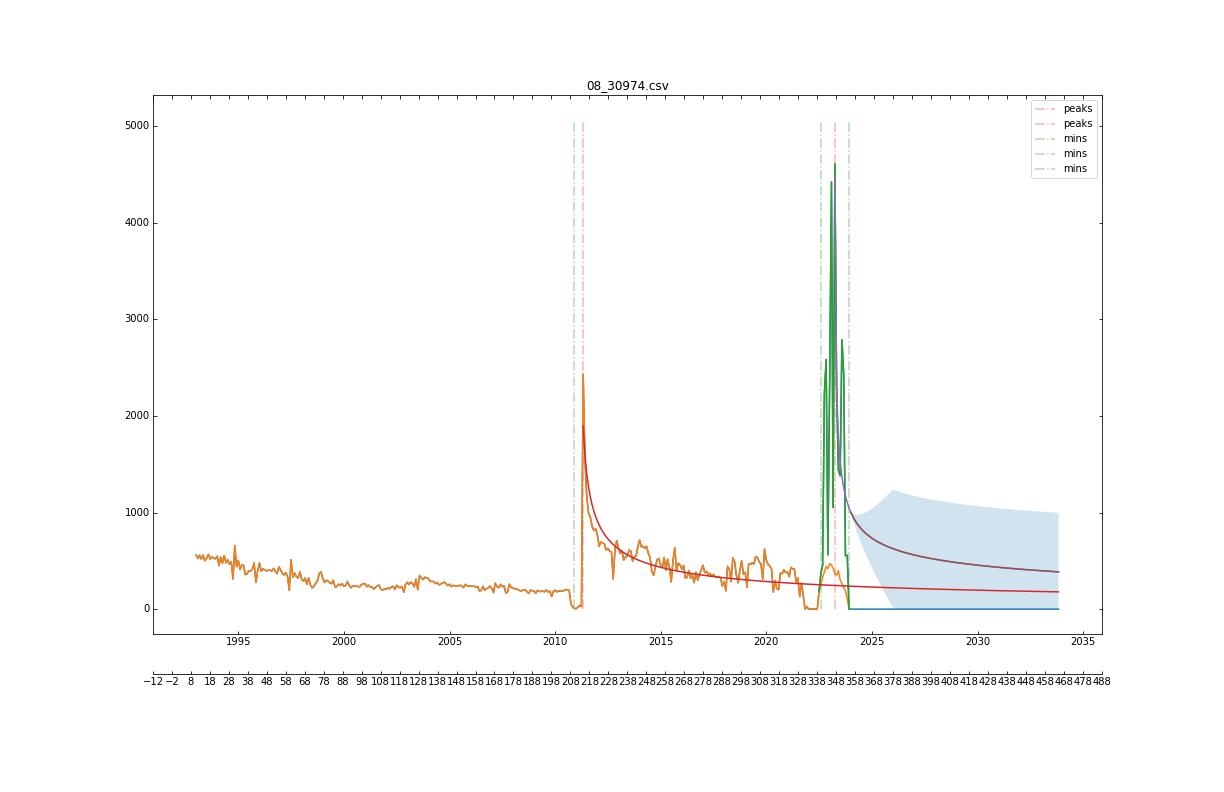 08_30974.csv
peaks
peaks
mins
mins
mins
5000
4000
3000
2000
1000
0
1995 2000 2005 2010 2015 2020 2025 2030 2035
−12 −2 8 18 28 38 48 58 68 78 88 98 108 118 128 138 148 158 168 178 188 198 208 218 228 238 248 258 268 278 288 298 308 318 328 338 348 358 368 378 388 398 408 418 428 438 448 458 468 478 488